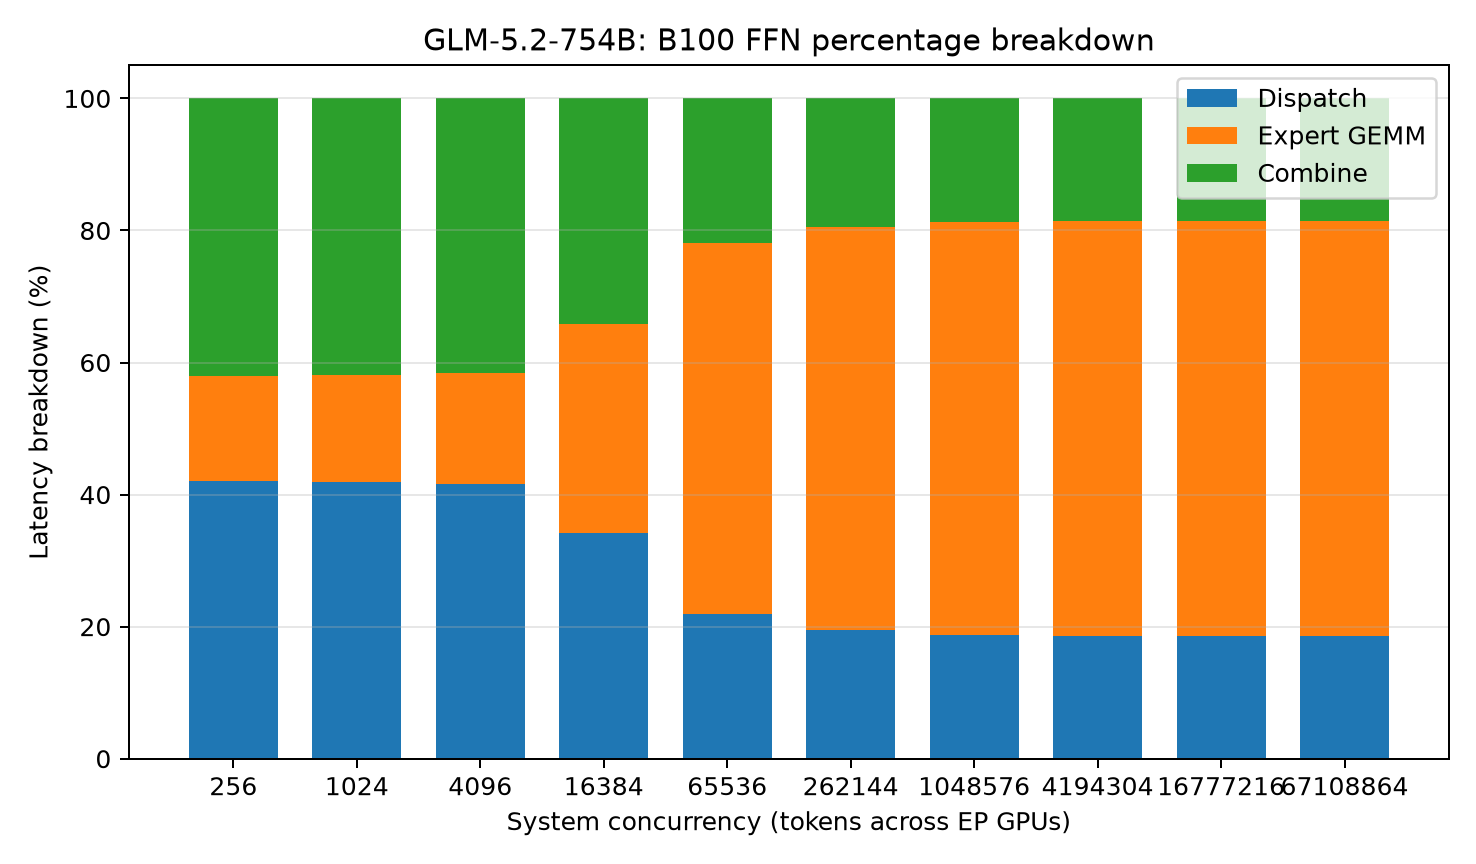 GLM-5.2-754B: B100 FFN percentage breakdown
Dispatch
Expert GEMM
Combine
Latency breakdown (%)
100
80
60
40
20
0
256 1024 4096 16384 65536 262144 1048576 4194304 16777216 67108864
System concurrency (tokens across EP GPUs)